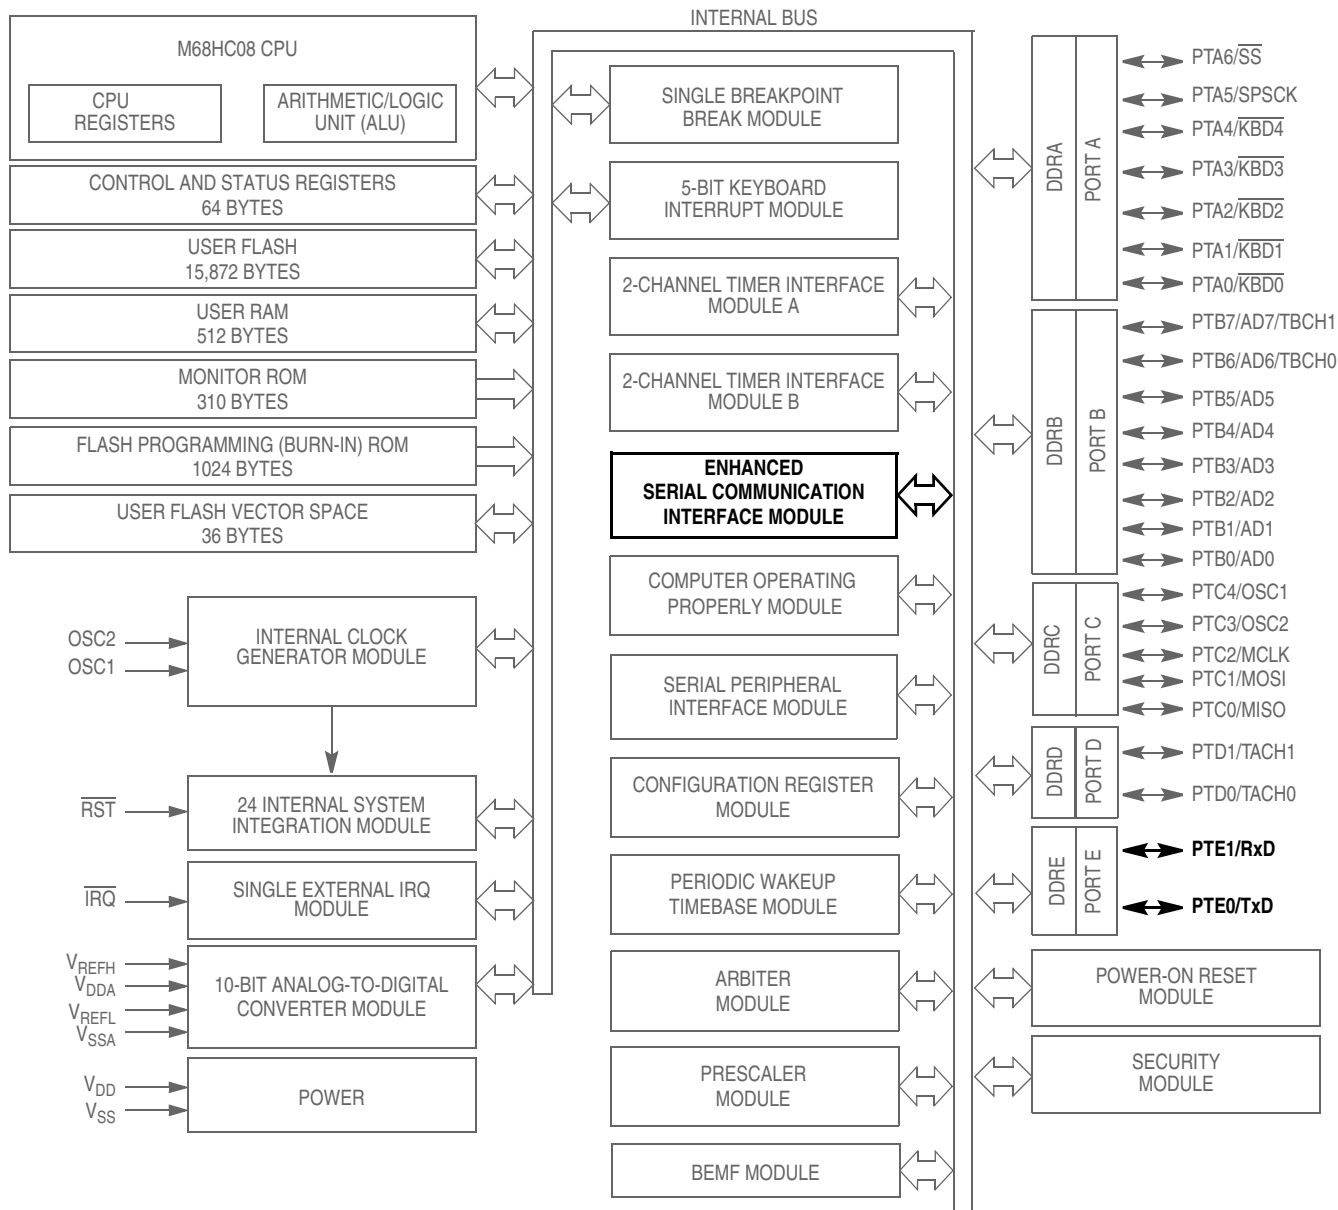 INTERNAL BUS
M68HC08 CPU
CPU
REGISTERS
ARITHMETIC/LOGIC
UNIT (ALU)
CONTROL AND STATUS REGISTERS
64 BYTES
USER FLASH
15,872 BYTES
USER RAM
512 BYTES
MONITOR ROM
310 BYTES
FLASH PROGRAMMING (BURN-IN) ROM
1024 BYTES
USER FLASH VECTOR SPACE
36 BYTES
OSC2
OSC1
INTERNAL CLOCK
GENERATOR MODULE
RST
24 INTERNAL SYSTEM
INTEGRATION MODULE
IRQ
SINGLE EXTERNAL IRQ
MODULE
VREFH
VDDA
VREFL
VSSA
10-BIT ANALOG-TO-DIGITAL
CONVERTER MODULE
VDD
VSS
POWER
SINGLE BREAKPOINT
BREAK MODULE
5-BIT KEYBOARD
INTERRUPT MODULE
2-CHANNEL TIMER INTERFACE
MODULE A
2-CHANNEL TIMER INTERFACE
MODULE B
ENHANCED
SERIAL COMMUNICATION
INTERFACE MODULE
COMPUTER OPERATING
PROPERLY MODULE
SERIAL PERIPHERAL
INTERFACE MODULE
CONFIGURATION REGISTER
MODULE
PERIODIC WAKEUP
TIMEBASE MODULE
ARBITER
MODULE
PRESCALER
MODULE
BEMF MODULE
DDRA
PORT A
PTA6/SS
PTA5/SPSCK
PTA4/KBD4
PTA3/KBD3
PTA2/KBD2
PTA1/KBD1
PTA0/KBD0
DDRB
PORT B
PTB7/AD7/TBCH1
PTB6/AD6/TBCH0
PTB5/AD5
PTB4/AD4
PTB3/AD3
PTB2/AD2
PTB1/AD1
PTB0/AD0
DDRC
PORT C
PTC4/OSC1
PTC3/OSC2
PTC2/MCLK
PTC1/MOSI
PTC0/MISO
DDRD
PORT D
PTD1/TACH1
PTD0/TACH0
DDRE
PORT E
PTE1/RxD
PTE0/TxD
POWER-ON RESET
MODULE
SECURITY
MODULE